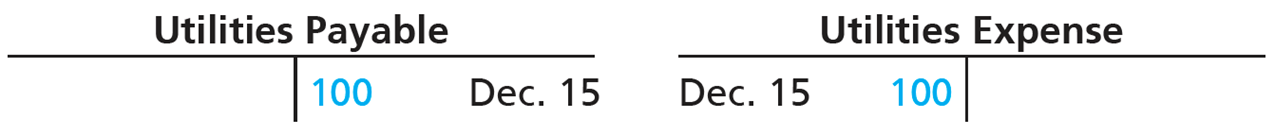 Utilities Payable Utilities Expense
100 Dec. 15 Dec. 15 100